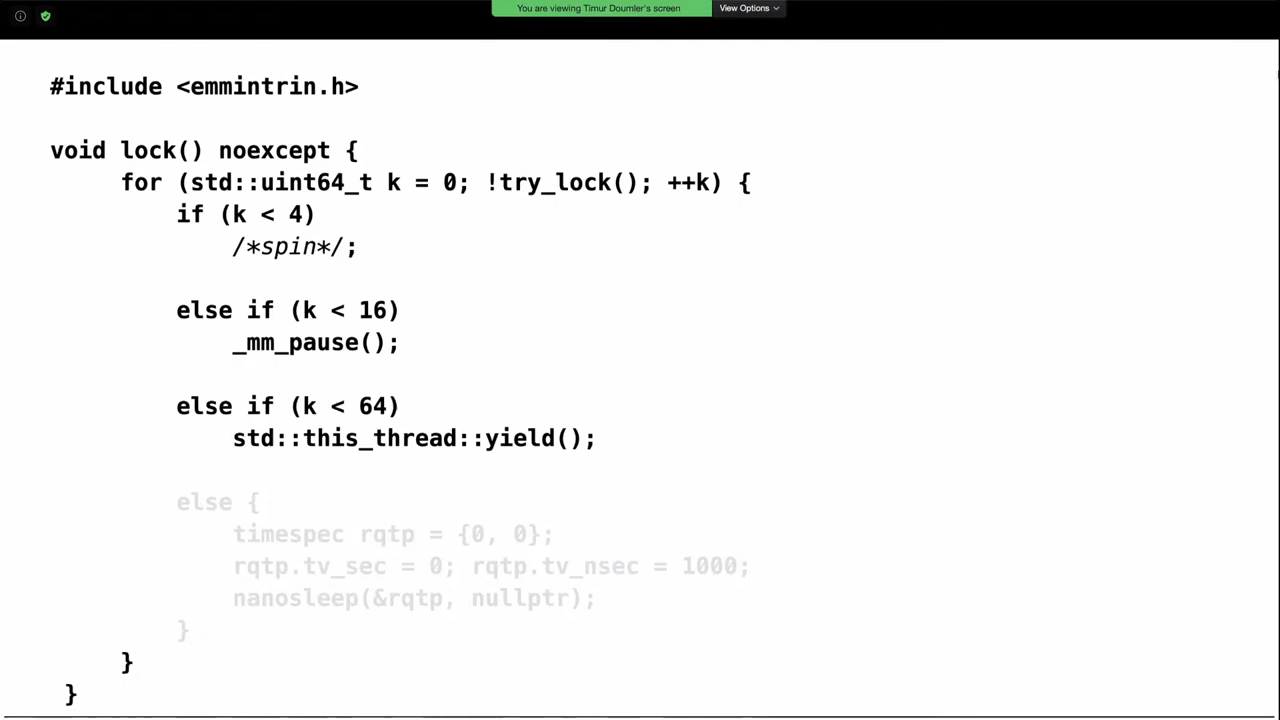 You are viewing Timur Doumler's screen
View Options
#include <emmintrin.h>
void lock() noexcept {
for (std::uint64_t k = 0; !try_lock(); ++k) {
if (k < 4)
/*spin*/;
else if (k < 16)
_mm_pause();
else if (k < 64)
std::this_thread::yield();
else {
timespec rqtp = {0, 0};
rqtp.tv_sec = 0; rqtp.tv_nsec = 1000;
nanosleep(&rqtp, nullptr);
}
}
}